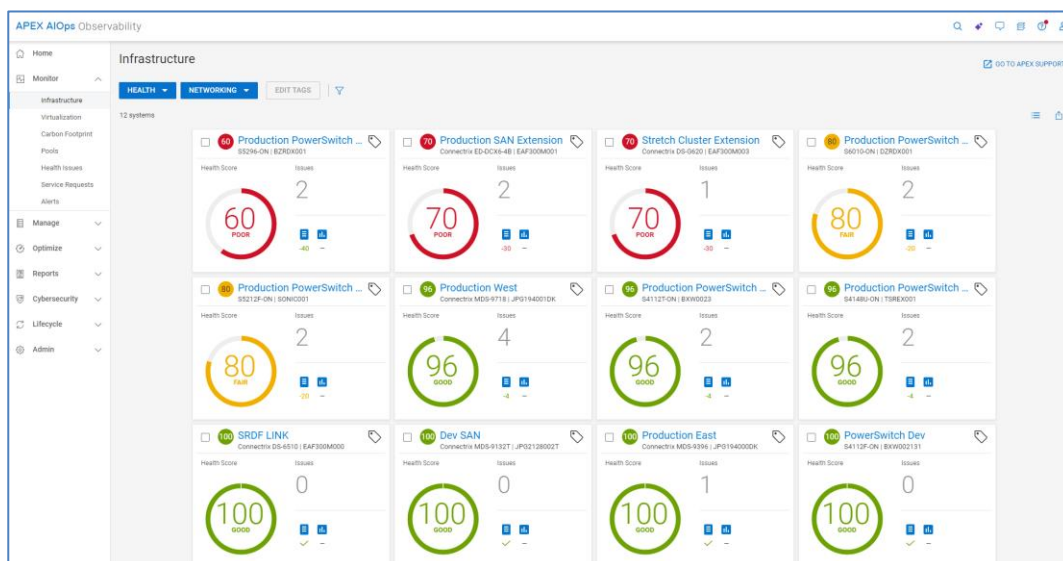 APEX AIOps Observability
Home
Monitor
Infrastructure
Virtualization
Carbon Footprint
Pools
Health Issues
Service Requests
Alerts
Manage
Optimize
Reports
Cybersecurity
Lifecycle
Admin
Infrastructure
GO TO APEX SUPPORT
HEALTH NETWORKING EDIT TAGS
12 systems
60 Production PowerSwitch ...
S5296-ON | BZRDX001
Health Score Issues
2
60
POOR
-40 --
70 Production SAN Extension
Connectrix ED-DCX6-4B | EAF300M001
Health Score Issues
2
70
POOR
-30 --
70 Stretch Cluster Extension
Connectrix DS-G620 | EAF300M003
Health Score Issues
1
70
POOR
-30 --
80 Production PowerSwitch ...
S6010-ON | DZRDX001
Health Score Issues
2
80
FAIR
-20 --
80 Production PowerSwitch ...
S5212F-ON | SONIC001
Health Score Issues
2
80
FAIR
-20 --
96 Production West
Connectrix MDS-9718 | JPG194001DK
Health Score Issues
4
96
GOOD
-4 --
96 Production PowerSwitch ...
S4112T-ON | BXW0023
Health Score Issues
2
96
GOOD
-4 --
96 Production PowerSwitch ...
S4148U-ON | TSREX001
Health Score Issues
2
96
GOOD
-4 --
100 SRDF LINK
Connectrix DS-6510 | EAF300M000
Health Score Issues
0
100
GOOD
--
100 Dev SAN
Connectrix MDS-9132T | JPG2128002T
Health Score Issues
0
100
GOOD
--
100 Production East
Connectrix MDS-9396 | JPG194000DK
Health Score Issues
1
100
GOOD
--
100 PowerSwitch Dev
S4112F-ON | BXW002131
Health Score Issues
0
100
GOOD
--